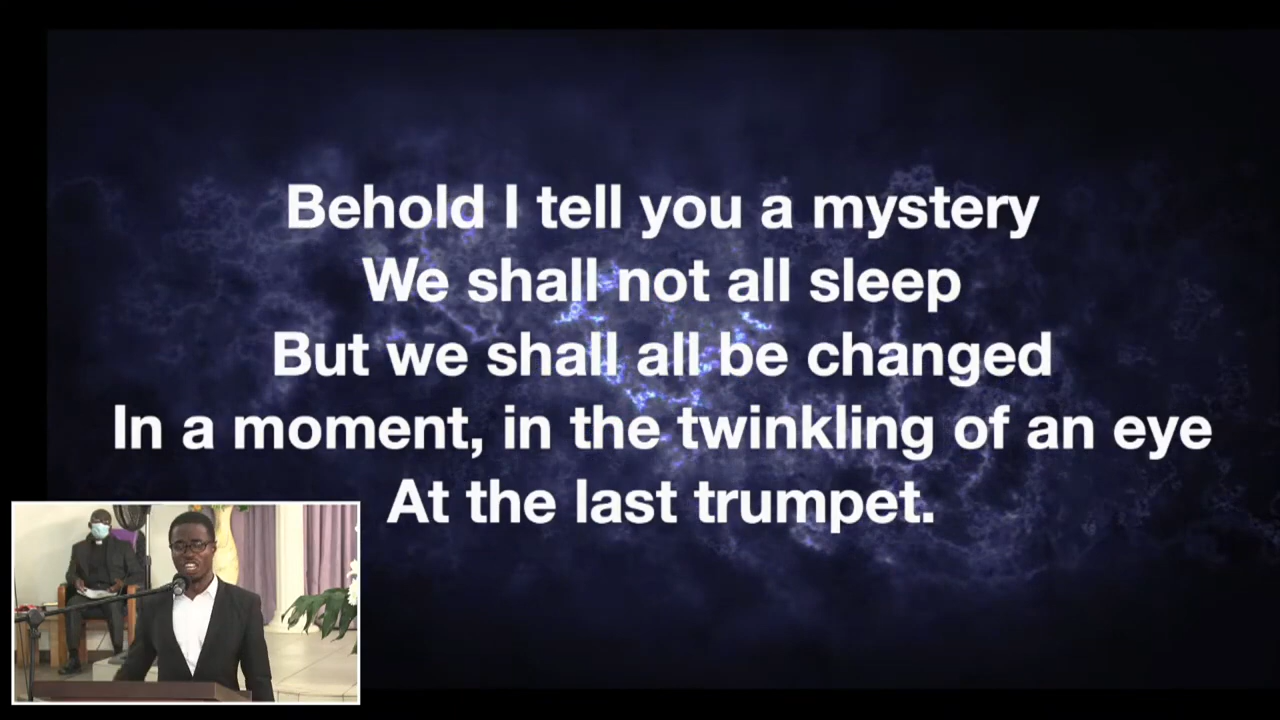 Behold I tell you a mystery
We shall not all sleep
But we shall all be changed
In a moment, in the twinkling of an eye
At the last trumpet.